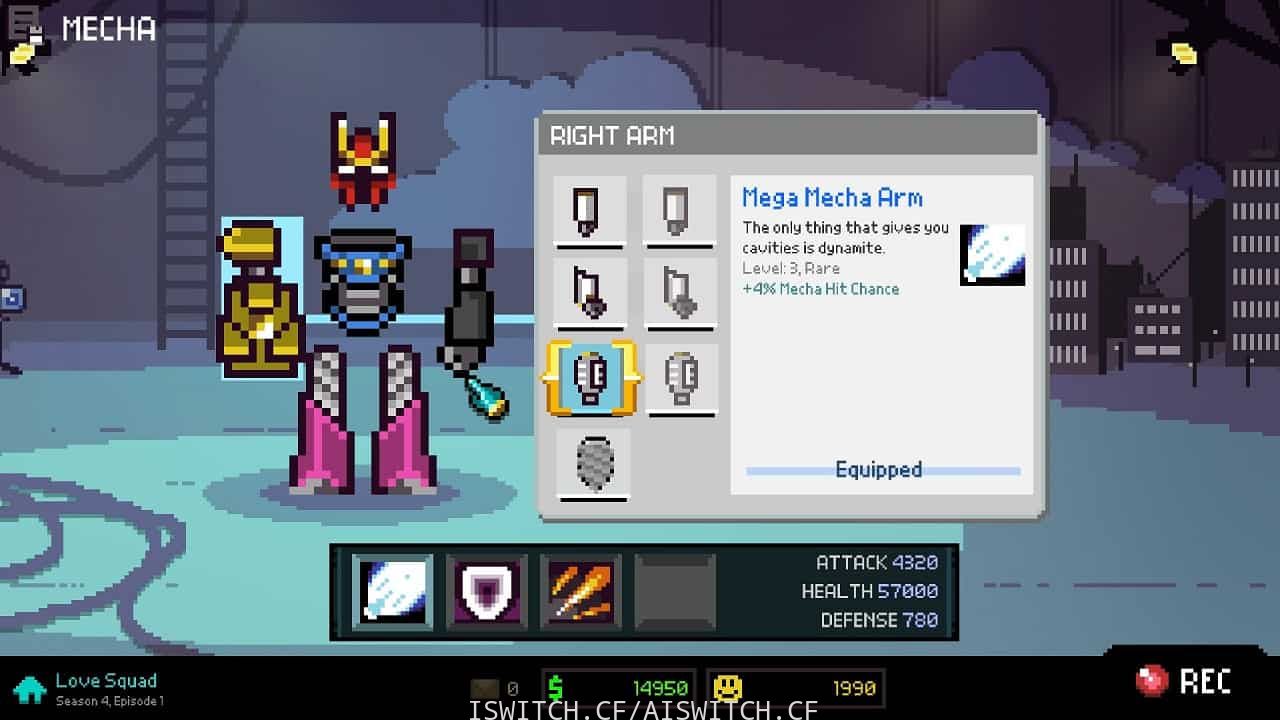 MECHA
RIGHT ARM
Mega Mecha Arm
The only thing that gives you
cavities is dynamite.
Level: 3, Rare
+4% Mecha Hit Chance
Equipped
ATTACK 4320
HEALTH 57000
DEFENSE 780
Love Squad
Season 4, Episode 1
0
$ 14950
1990
REC
ISWITCH.CF/AISWITCH.CF